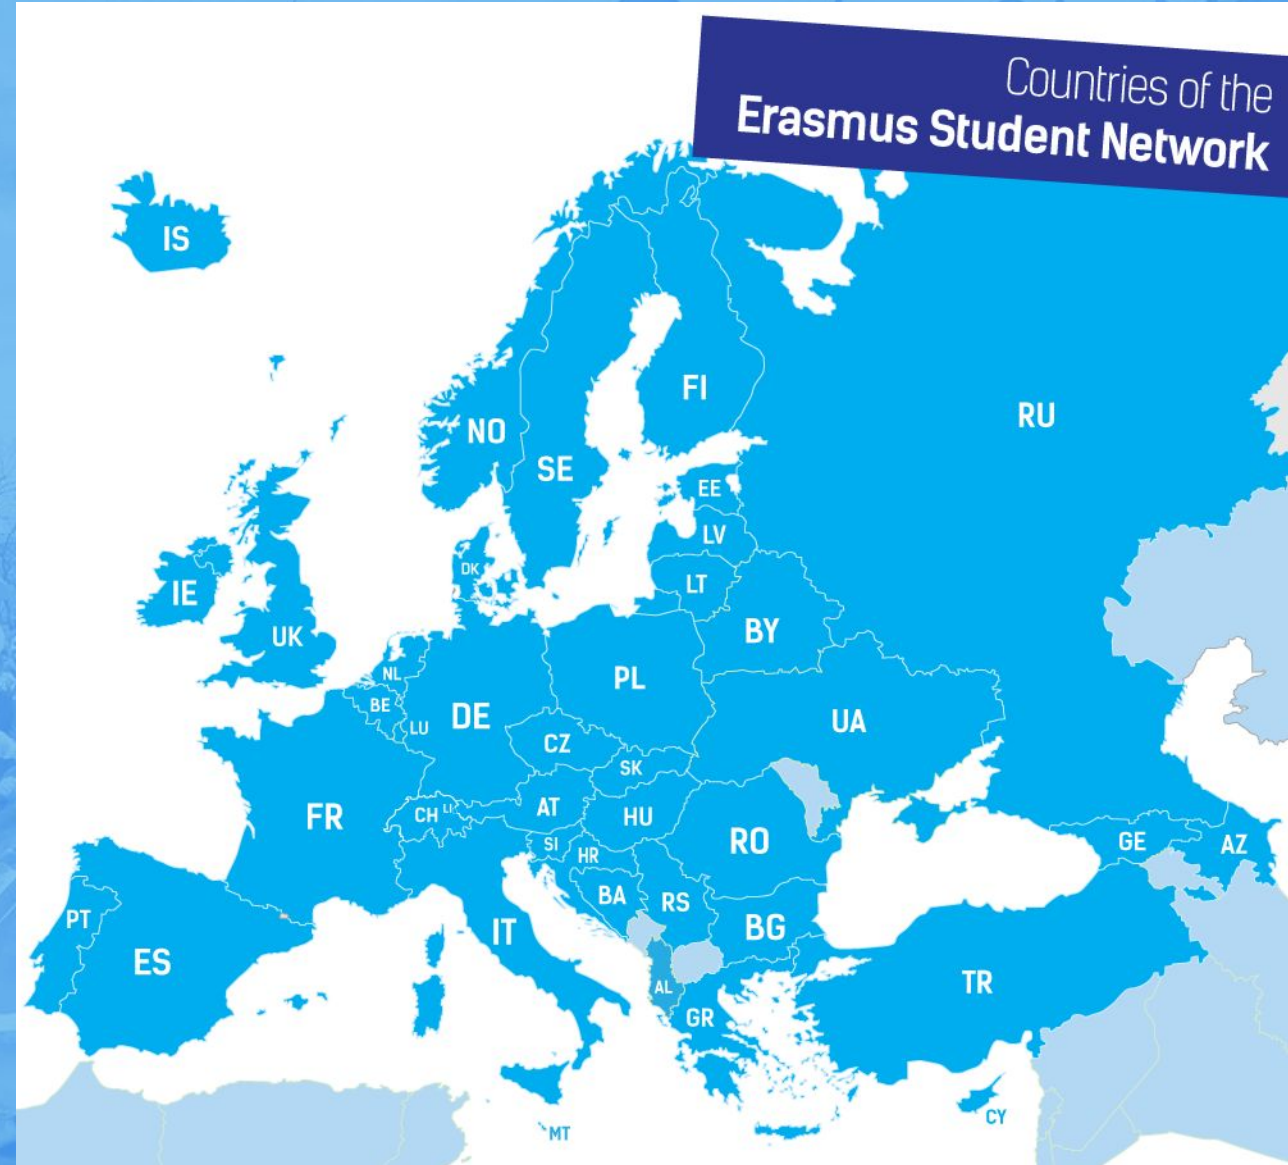 Countries of the
Erasmus Student Network
IS
FI
RU
NO
SE
EE
LV
DK
LT
IE
BY
UK
NL
PL
BE
DE
LU
UA
CZ
SK
AT
CH
LI
FR
HU
RO
GE
AZ
SI
HR
BA
RS
PT
BG
IT
ES
TR
AL
GR
CY
MT